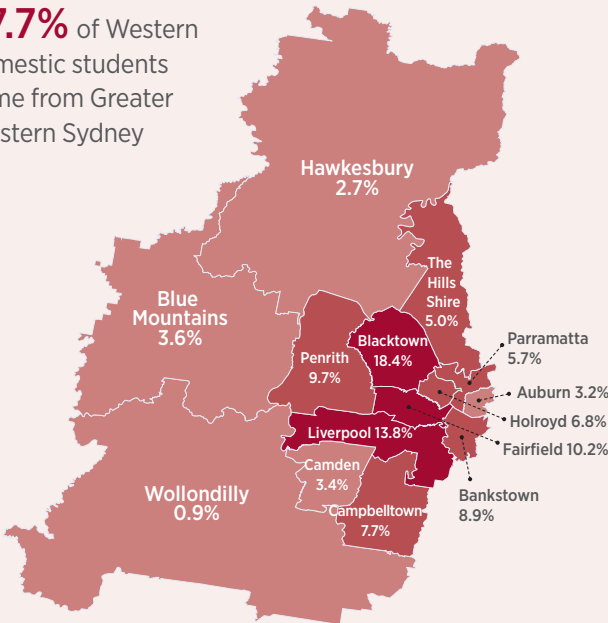 7.7% of Western
mestic students
me from Greater
stern Sydney
Hawkesbury
2.7%
The
Hills
Shire
5.0%
Blue
Mountains
3.6%
Blacktown
18.4%
Penrith
9.7%
Parramatta
5.7%
Auburn 3.2%
Holroyd 6.8%
Fairfield 10.2%
Liverpool 13.8%
Camden
3.4%
Bankstown
8.9%
Wollondilly
0.9%
Campbelltown
7.7%